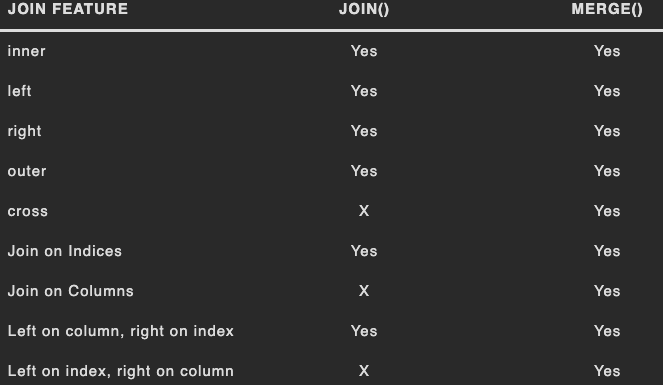 JOIN FEATURE JOIN() MERGE()
inner Yes Yes
left Yes Yes
right Yes Yes
outer Yes Yes
cross X Yes
Join on Indices Yes Yes
Join on Columns X Yes
Left on column, right on index Yes Yes
Left on index, right on column X Yes